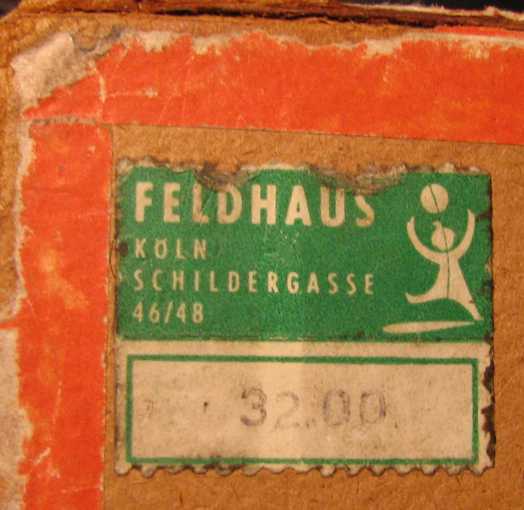 FELDHAUS
KÖLN
SCHILDERGASSE
46/48
32.00